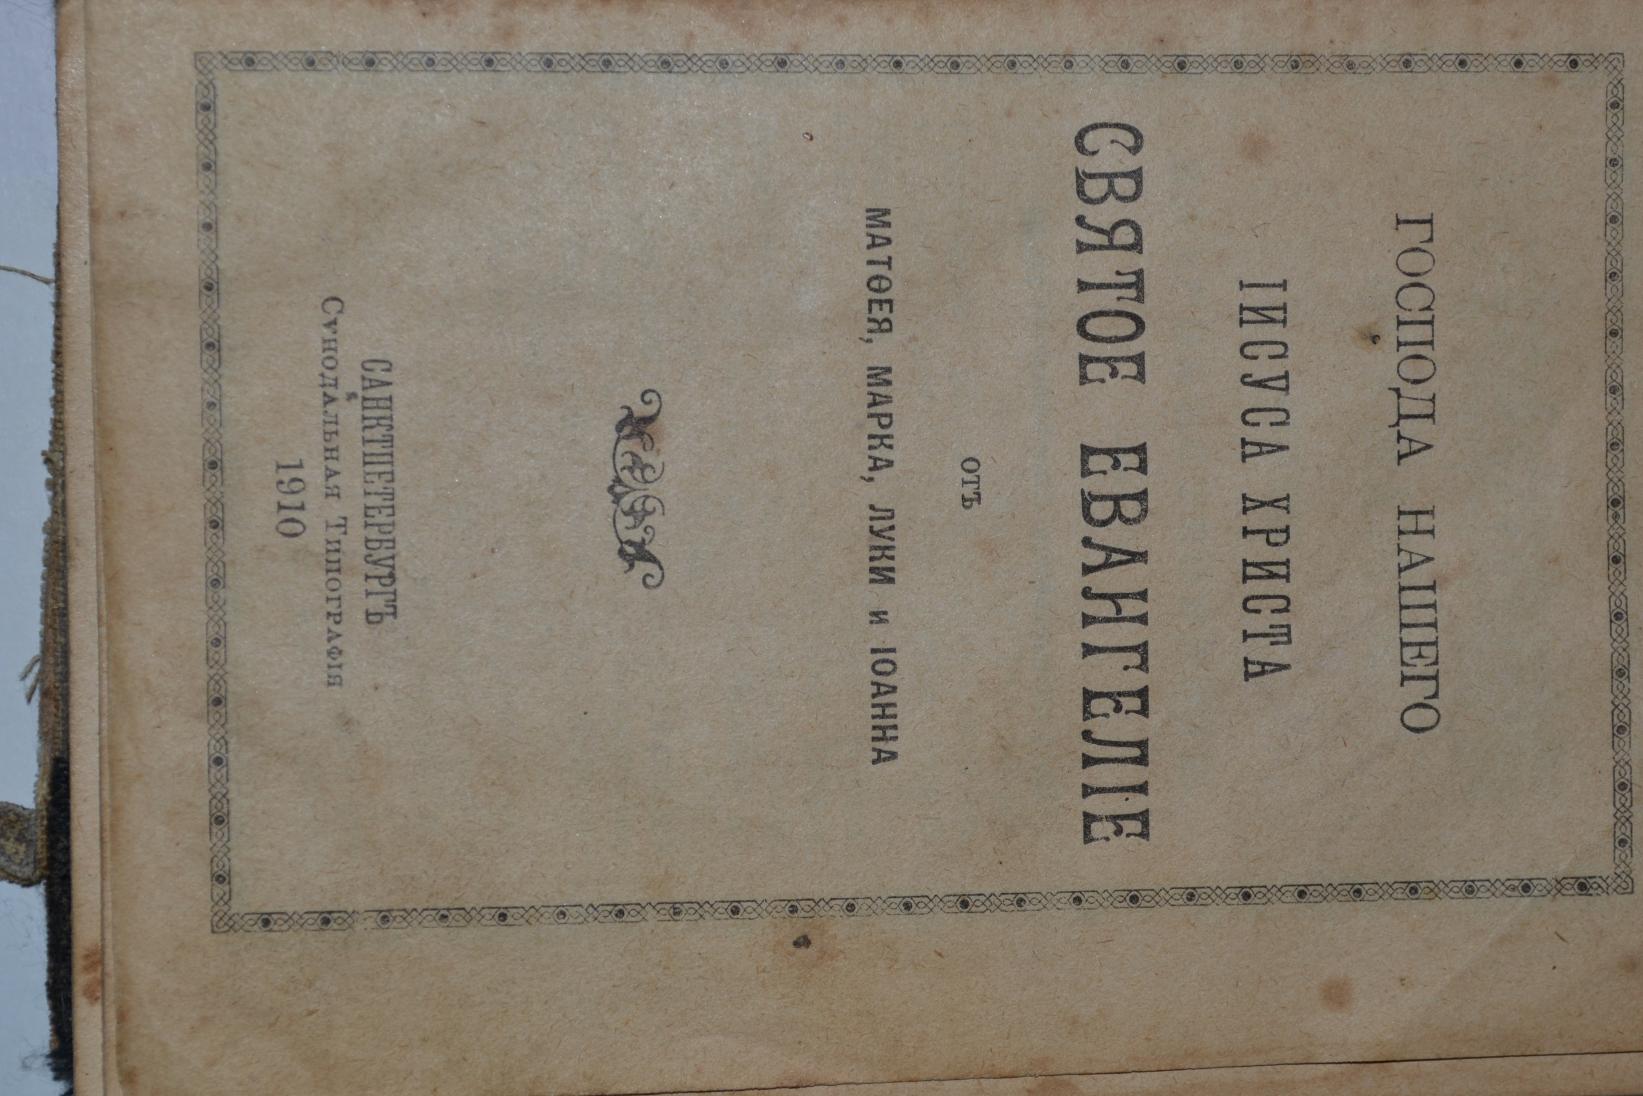 ГОСПОДА НАШЕГО
ІИСУСА ХРИСТА
СВЯТОЕ ЕВАНГЕЛІЕ
отъ
МАТѲЕЯ, МАРКА, ЛУКИ и ІОАННА
САНКТПЕТЕРБУРГЪ
Сѵнодальная Типографія
1910